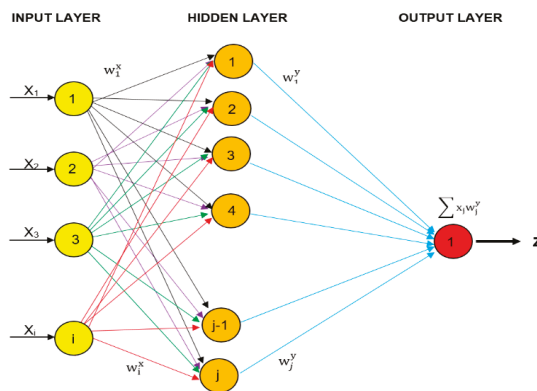 INPUT LAYER HIDDEN LAYER OUTPUT LAYER
X₁ 1 w₁ˣ 1 w₁ʸ
2
X₂ 2 3
4
X₃ 3 ∑ xⱼwⱼʸ
1 Z
Xᵢ i j-1
wᵢˣ j wⱼʸ